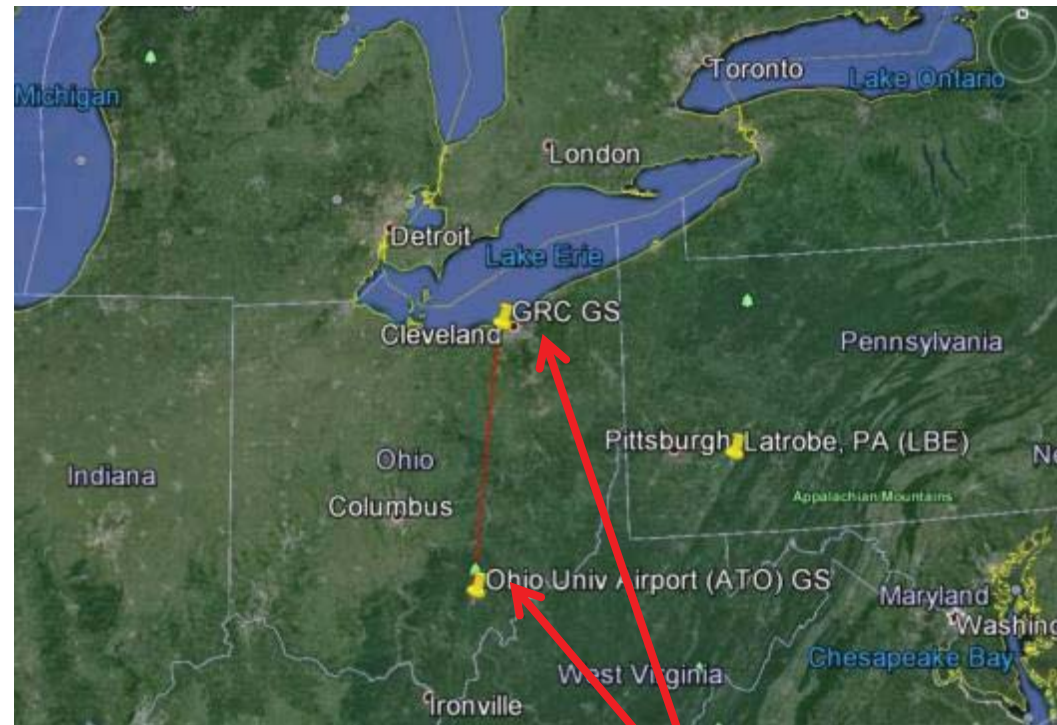 Toronto
Lake Ontario
Michigan
London
Detroit
Lake Erie
GRC GS
Cleveland
Pennsylvania
Pittsburgh Latrobe, PA (LBE)
Ohio
Indiana
Appalachian Mountains
Columbus
Ohio Univ Airport (ATO) GS
Maryland
Washing
Chesapeake Bay
West Virginia
Ironville